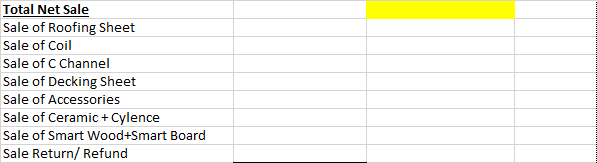 Total Net Sale
Sale of Roofing Sheet
Sale of Coil
Sale of C Channel
Sale of Decking Sheet
Sale of Accessories
Sale of Ceramic + Cylence
Sale of Smart Wood+Smart Board
Sale Return/ Refund